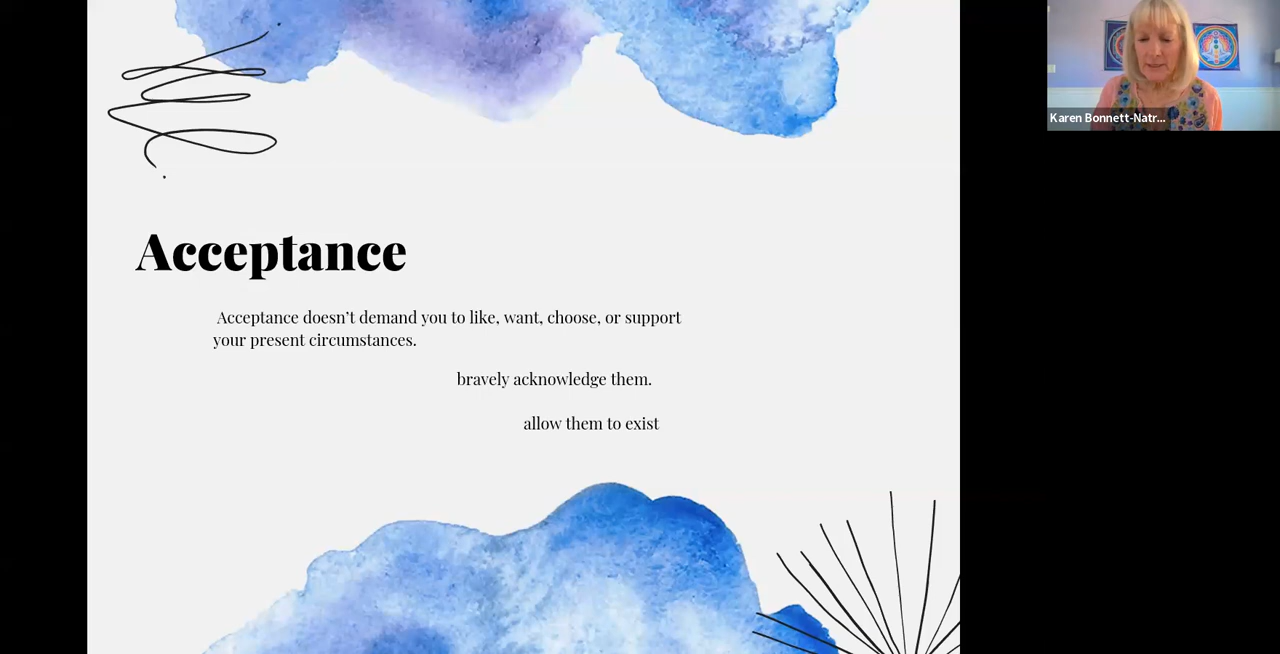 Karen Bonnett-Natr...
Acceptance
Acceptance doesn’t demand you to like, want, choose, or support
your present circumstances.
bravely acknowledge them.
allow them to exist